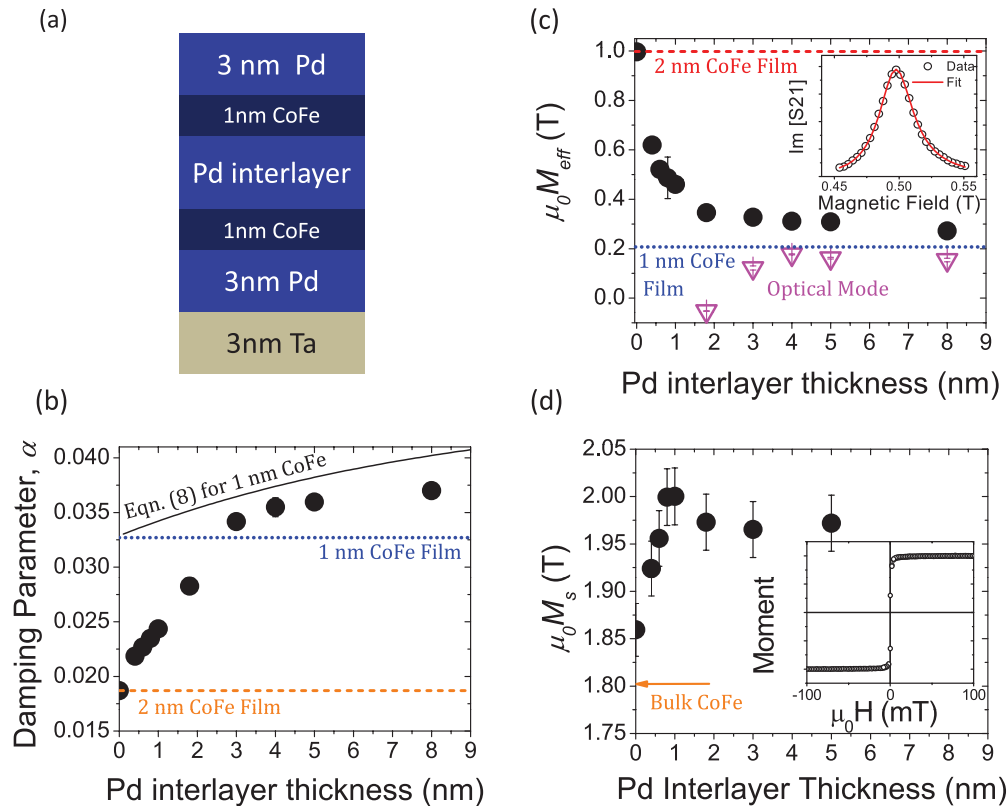 (a)
3 nm Pd
1nm CoFe
Pd interlayer
1nm CoFe
3nm Pd
3nm Ta
(b)
0.040
0.035
0.030
0.025
0.020
0.015
Damping Parameter, α
Eqn. (8) for 1 nm CoFe
1 nm CoFe Film
2 nm CoFe Film
0 1 2 3 4 5 6 7 8 9
Pd interlayer thickness (nm)
(c)
1.0
0.8
0.6
0.4
0.2
0.0
μ0Meff (T)
2 nm CoFe Film
Data
Fit
Im [S21]
0.45 0.50 0.55
Magnetic Field (T)
1 nm CoFe
Film
Optical Mode
0 1 2 3 4 5 6 7 8 9
Pd interlayer thickness (nm)
(d)
2.05
2.00
1.95
1.90
1.85
1.80
1.75
μ0Ms (T)
Bulk CoFe
Moment
-100 0 100
μ0H (mT)
0 1 2 3 4 5 6 7 8 9
Pd Interlayer Thickness (nm)